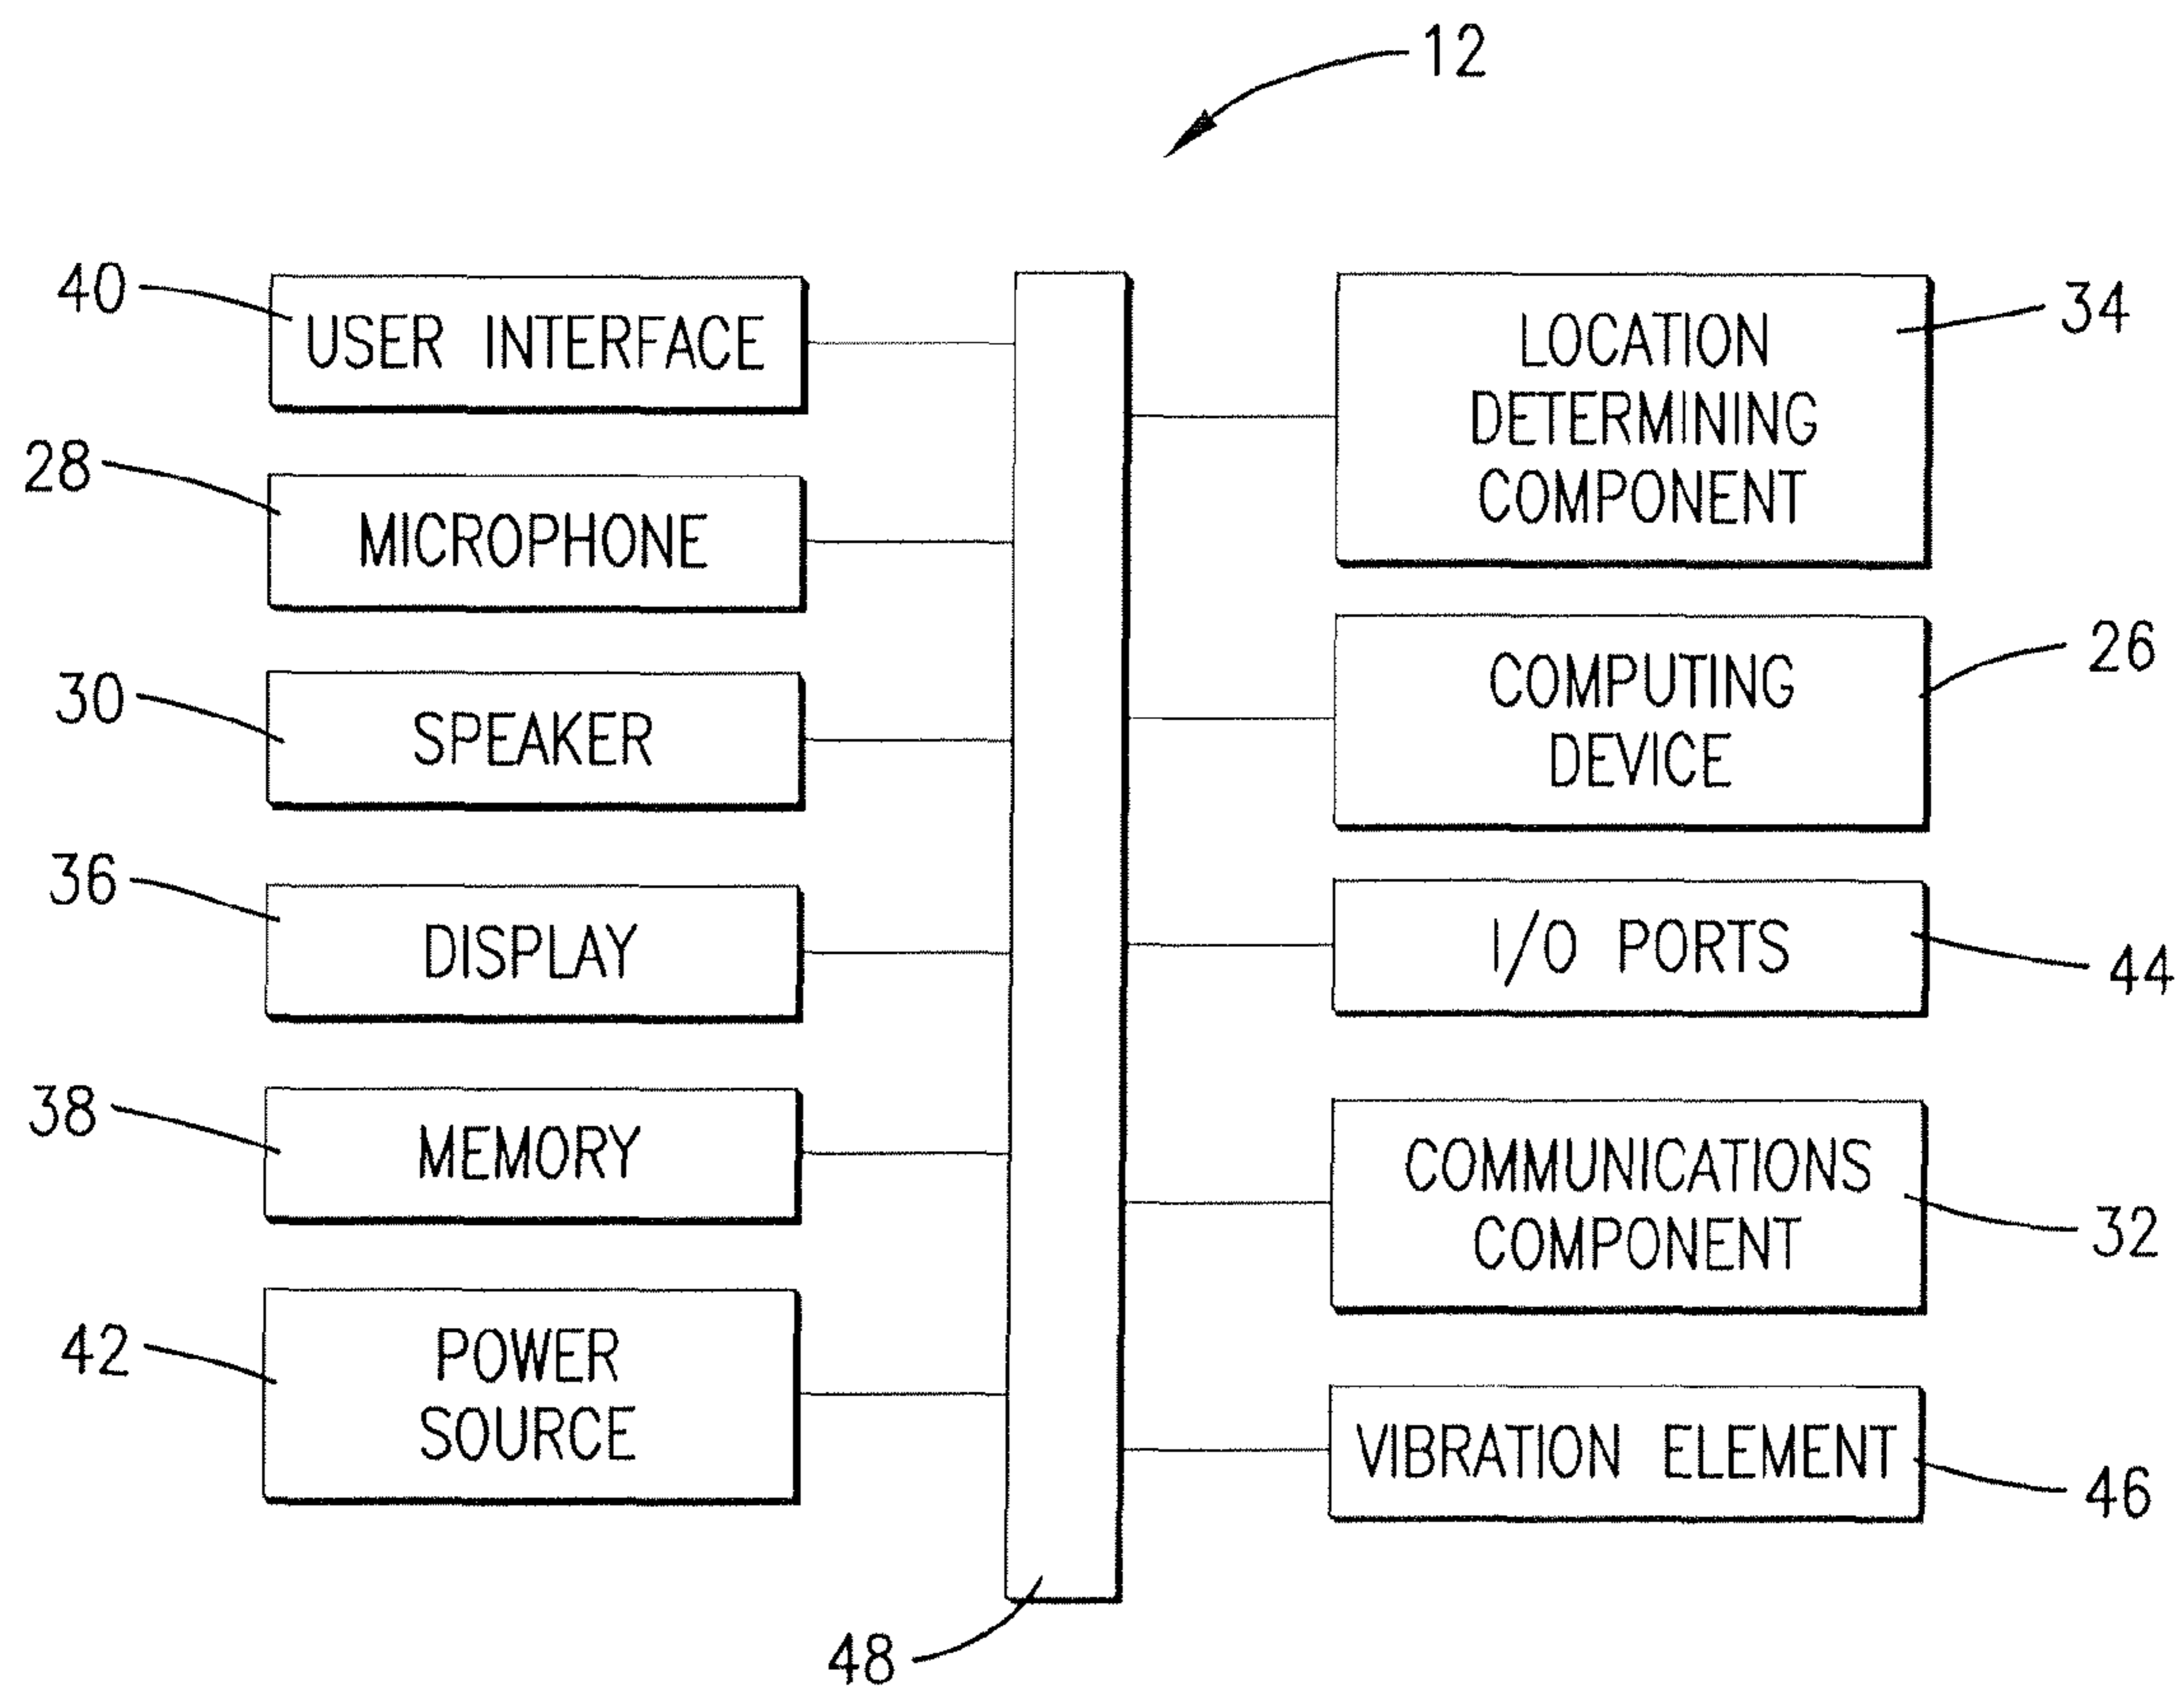 12
40
USER INTERFACE
28
MICROPHONE
30
SPEAKER
36
DISPLAY
38
MEMORY
42
POWER
SOURCE
48
LOCATION
DETERMINING
COMPONENT
34
COMPUTING
DEVICE
26
I/O PORTS
44
COMMUNICATIONS
COMPONENT
32
VIBRATION ELEMENT
46